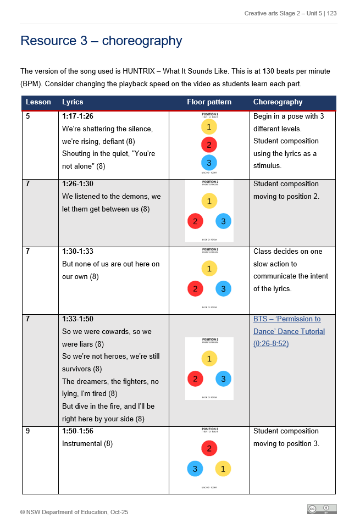 Creative arts Stage 2 – Unit 5 | 123
Resource 3 – choreography
The version of the song used is HUNTRIX – What It Sounds Like. This is at 130 beats per minute
(BPM). Consider changing the playback speed on the video as students learn each part.
Lesson Lyrics Floor pattern Choreography
5
1:17-1:26
We're shattering the silence,
we're rising, defiant (8)
Shouting in the quiet, "You're
not alone" (8)
1
2
3
Begin in a pose with 3
different levels.
Student composition
using the lyrics as a
stimulus.
7
1:26-1:30
We listened to the demons, we
let them get between us (8)
1
2 3
Student composition
moving to position 2.
7
1:30-1:33
But none of us are out here on
our own (8)
1
2 3
Class decides on one
slow action to
communicate the intent
of the lyrics.
7
1:33-1:50
So we were cowards, so we
were liars (8)
So we're not heroes, we're still
survivors (8)
The dreamers, the fighters, no
lying, I'm tired (8)
But dive in the fire, and I'll be
right here by your side (8)
1
2 3
BTS – 'Permission to
Dance' Dance Tutorial
(0:26-0:52)
9
1:50-1:56
Instrumental (8)
2
3 1
Student composition
moving to position 3.
© NSW Department of Education, Oct-25